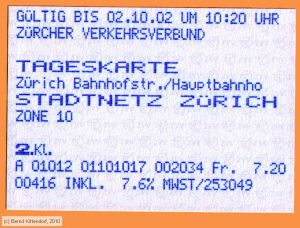 GÜLTIG BIS 02.10.02 UM 10:20 UHR
ZÜRCHER VERKEHRSVERBUND
TAGESKARTE
Zürich Bahnhofstr./Hauptbahnho
STADTNETZ ZÜRICH
ZONE 10
2.Kl.
A 01012 01101017 002034 Fr. 7.20
00416 INKL. 7.6% MWST/253049
(c) Bernd Kittendorf, 2010